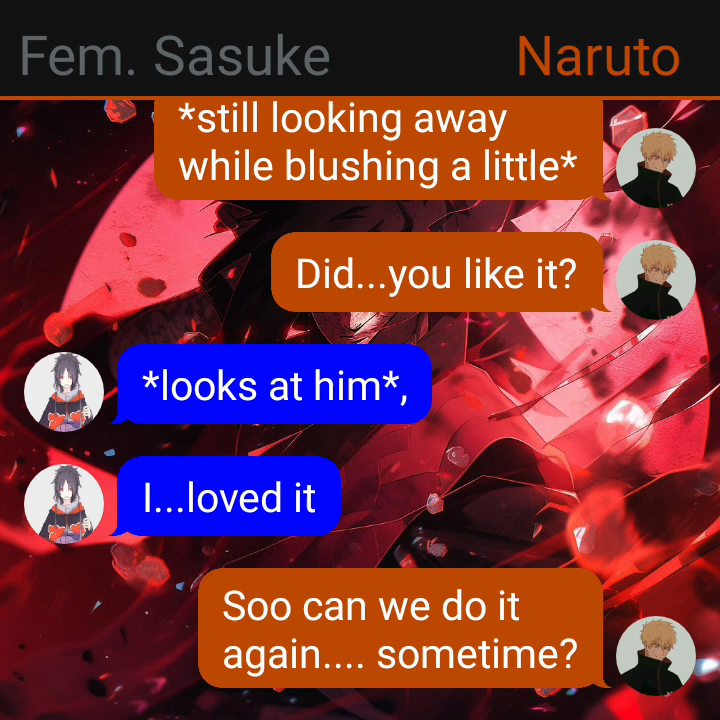 Fem. Sasuke
Naruto
*still looking away
while blushing a little*
Did...you like it?
*looks at him*,
I...loved it
Soo can we do it
again.... sometime?